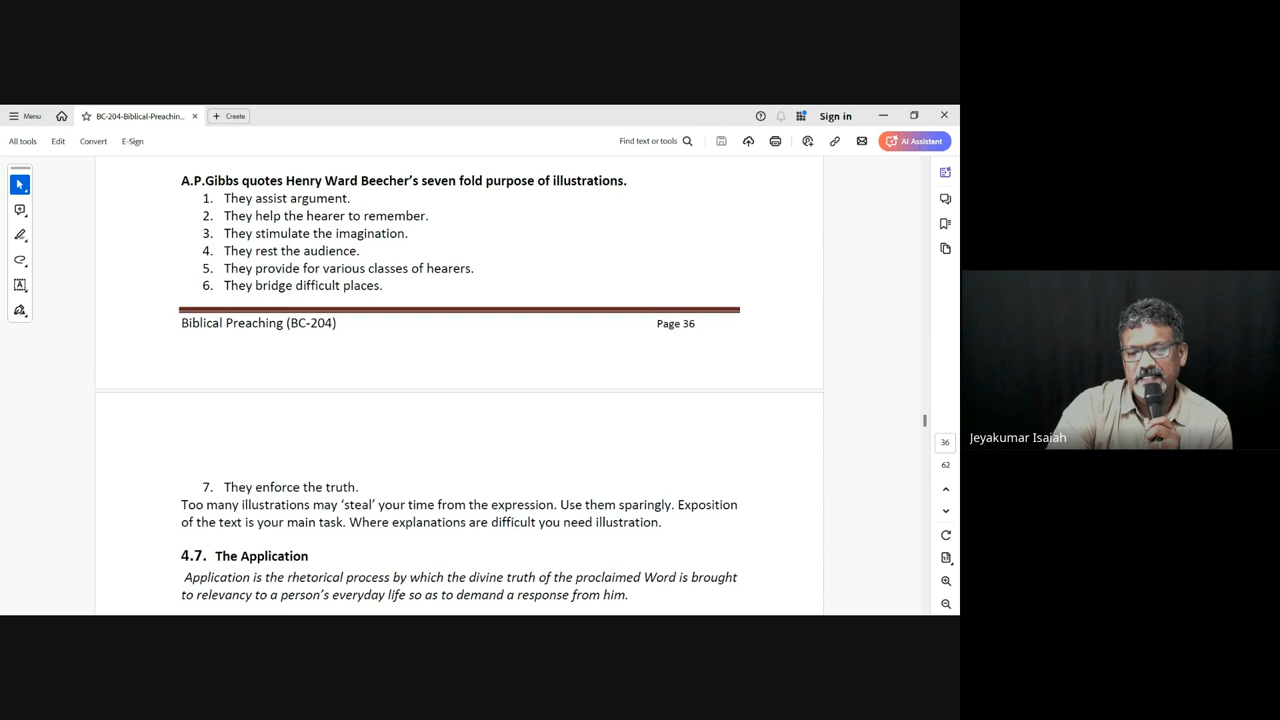 Menu
BC-204-Biblical-Preachin...
Create
Sign in
All tools
Edit
Convert
E-Sign
Find text or tools
AI Assistant
A.P.Gibbs quotes Henry Ward Beecher's seven fold purpose of illustrations.
1. They assist argument.
2. They help the hearer to remember.
3. They stimulate the imagination.
4. They rest the audience.
5. They provide for various classes of hearers.
6. They bridge difficult places.
Biblical Preaching (BC-204)
Page 36
7. They enforce the truth.
Too many illustrations may ‘steal’ your time from the expression. Use them sparingly. Exposition
of the text is your main task. Where explanations are difficult you need illustration.
4.7. The Application
Application is the rhetorical process by which the divine truth of the proclaimed Word is brought
to relevancy to a person's everyday life so as to demand a response from him.
36
62
Jeyakumar Isaiah